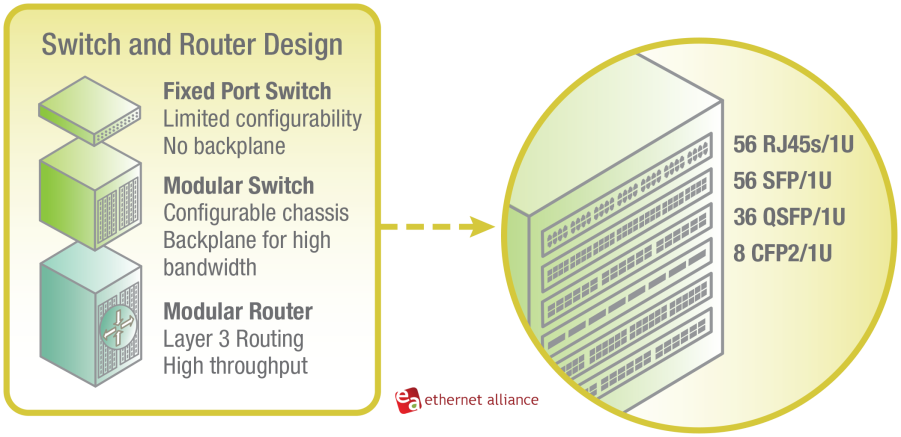 Switch and Router Design
Fixed Port Switch
Limited configurability
No backplane
Modular Switch
Configurable chassis
Backplane for high
bandwidth
Modular Router
Layer 3 Routing
High throughput
56 RJ45s/1U
56 SFP/1U
36 QSFP/1U
8 CFP2/1U
ea ethernet alliance